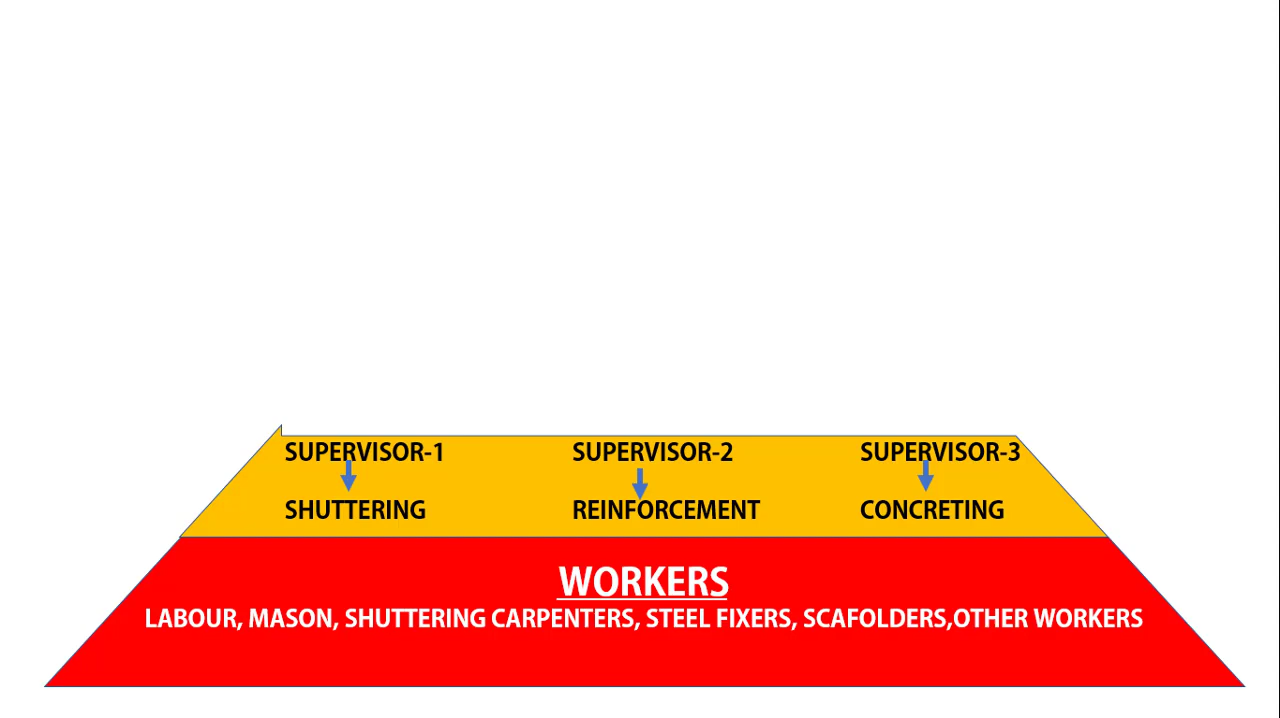 SUPERVISOR-1 SUPERVISOR-2 SUPERVISOR-3
SHUTTERING REINFORCEMENT CONCRETING
WORKERS
LABOUR, MASON, SHUTTERING CARPENTERS, STEEL FIXERS, SCAFOLDERS,OTHER WORKERS